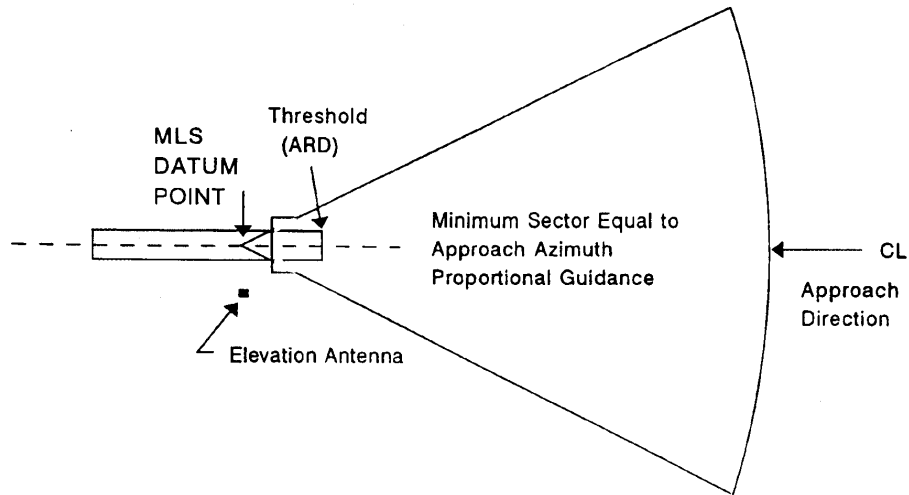 Threshold
(ARD)
MLS
DATUM
POINT
Minimum Sector Equal to
Approach Azimuth
Proportional Guidance
CL
Approach
Direction
Elevation Antenna